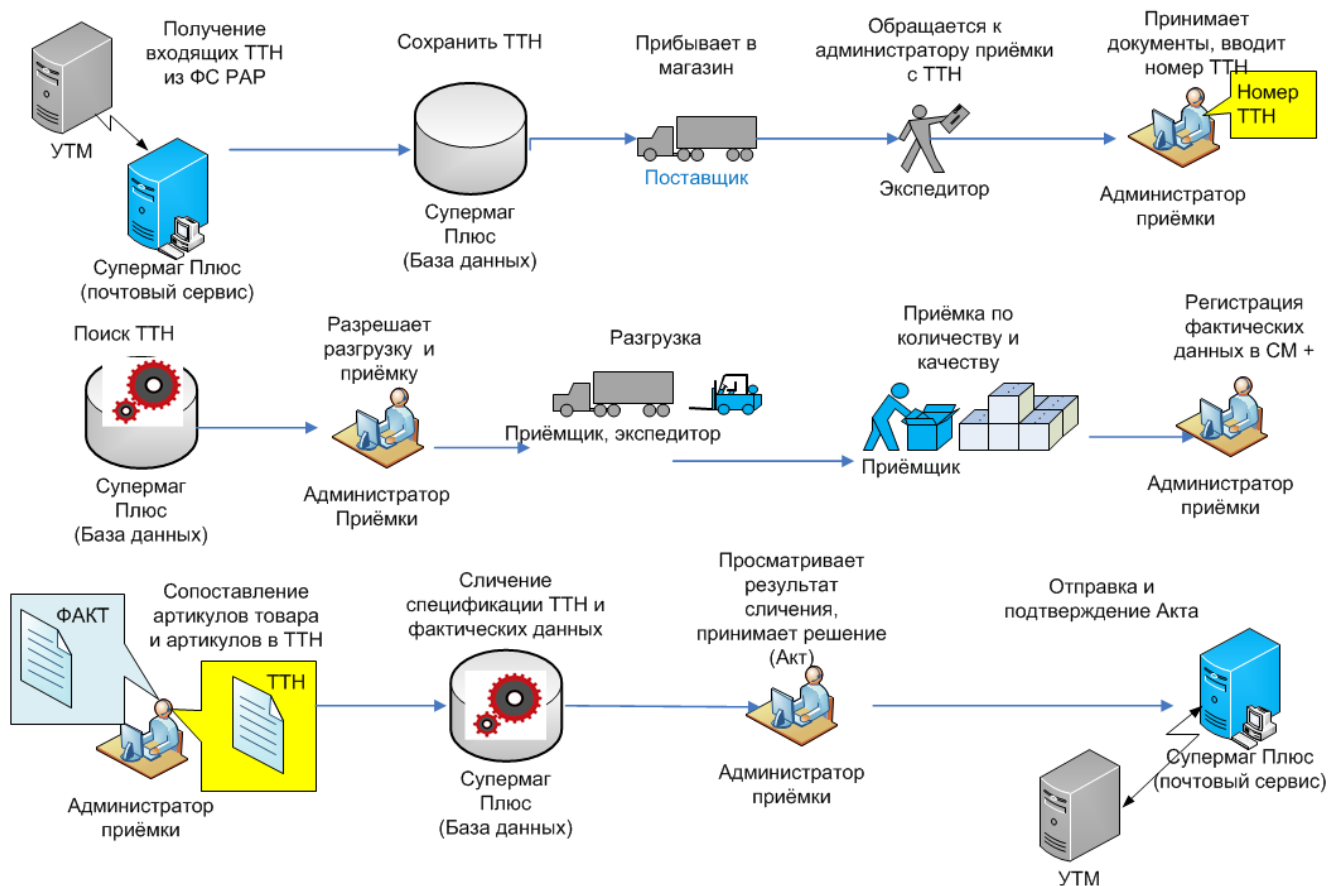 Получение
входящих ТТН
из ФС РАР
УТМ
Супермаг Плюс
(почтовый сервис)
Сохранить ТТН
Супермаг
Плюс
(База данных)
Прибывает в
магазин
Поставщик
Обращается к
администратору приёмки
с ТТН
Экспедитор
Принимает
документы, вводит
номер ТТН
Номер
ТТН
Администратор
приёмки
Поиск ТТН
Супермаг
Плюс
(База данных)
Разрешает
разгрузку и
приёмку
Администратор
Приёмки
Разгрузка
Приёмщик, экспедитор
Приёмка по
количеству и
качеству
Приёмщик
Регистрация
фактических
данных в СМ +
Администратор
приёмки
ФАКТ
Сопоставление
артикулов товара
и артикулов в ТТН
ТТН
Администратор
приёмки
Сличение
спецификации ТТН и
фактических данных
Супермаг
Плюс
(База данных)
Просматривает
результат
сличения,
принимает решение
(Акт)
Администратор
приёмки
Отправка и
подтверждение Акта
Супермаг Плюс
(почтовый сервис)
УТМ